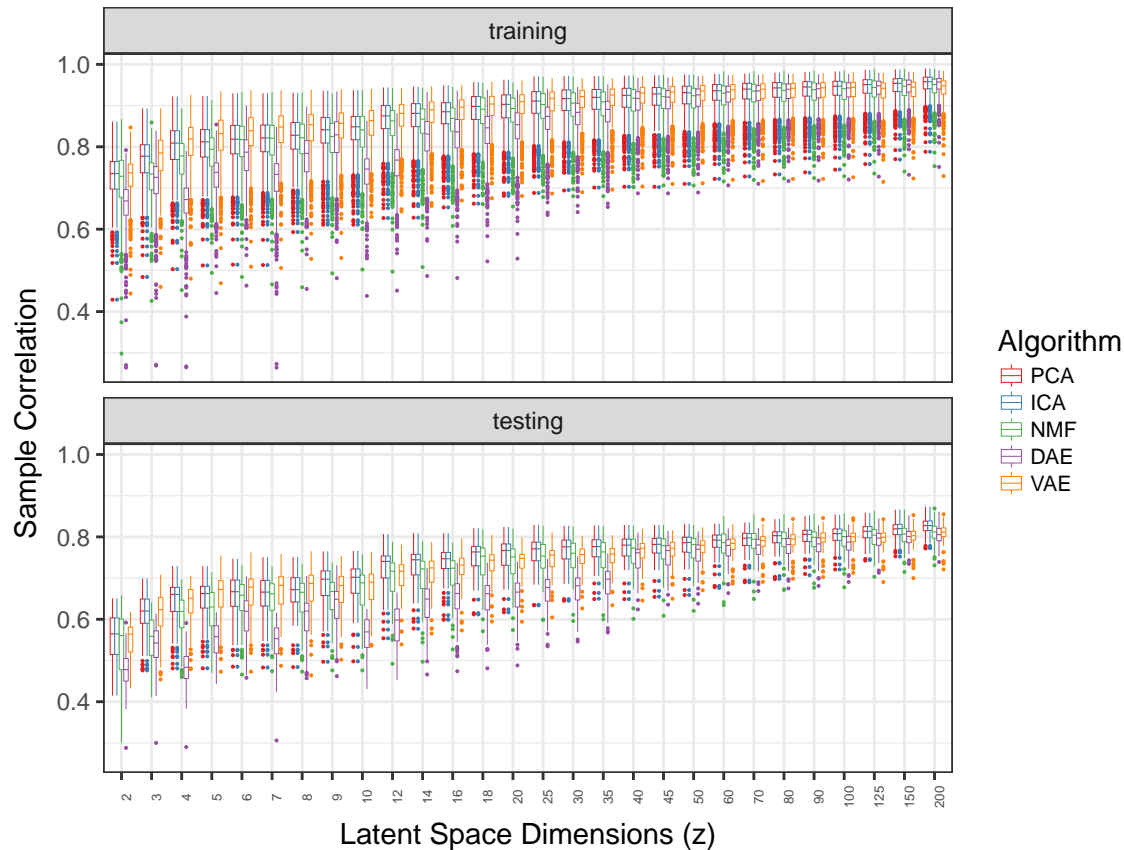 training
1.0
0.8
0.6
0.4
Sample Correlation
testing
1.0
0.8
0.6
0.4
2 3 4 5 6 7 8 9 10 12 14 16 18 20 25 30 35 40 45 50 60 70 80 90 100 125 150 200
Latent Space Dimensions (z)
Algorithm
PCA
ICA
NMF
DAE
VAE